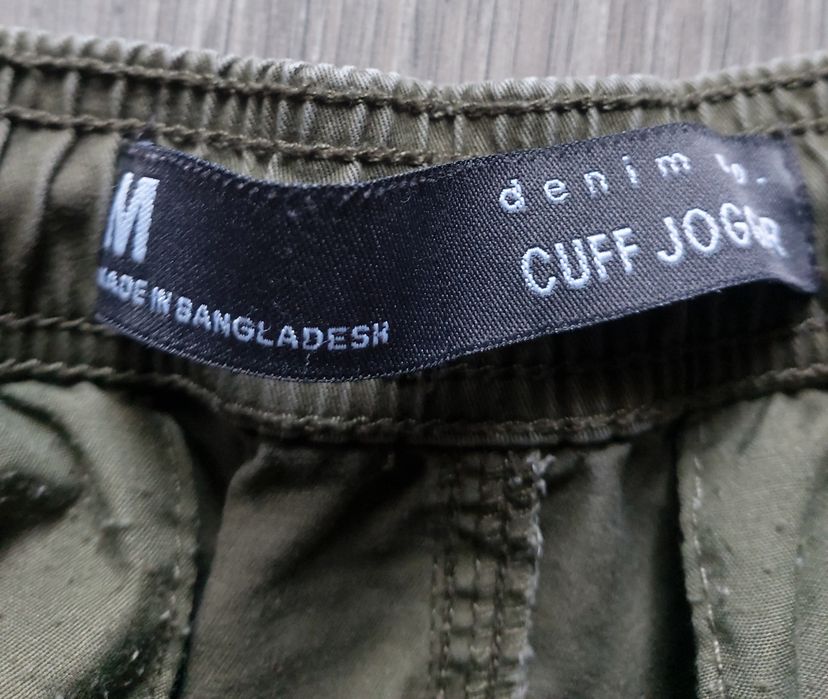 M
MADE IN BANGLADESH
denim
CUFF JOGGER